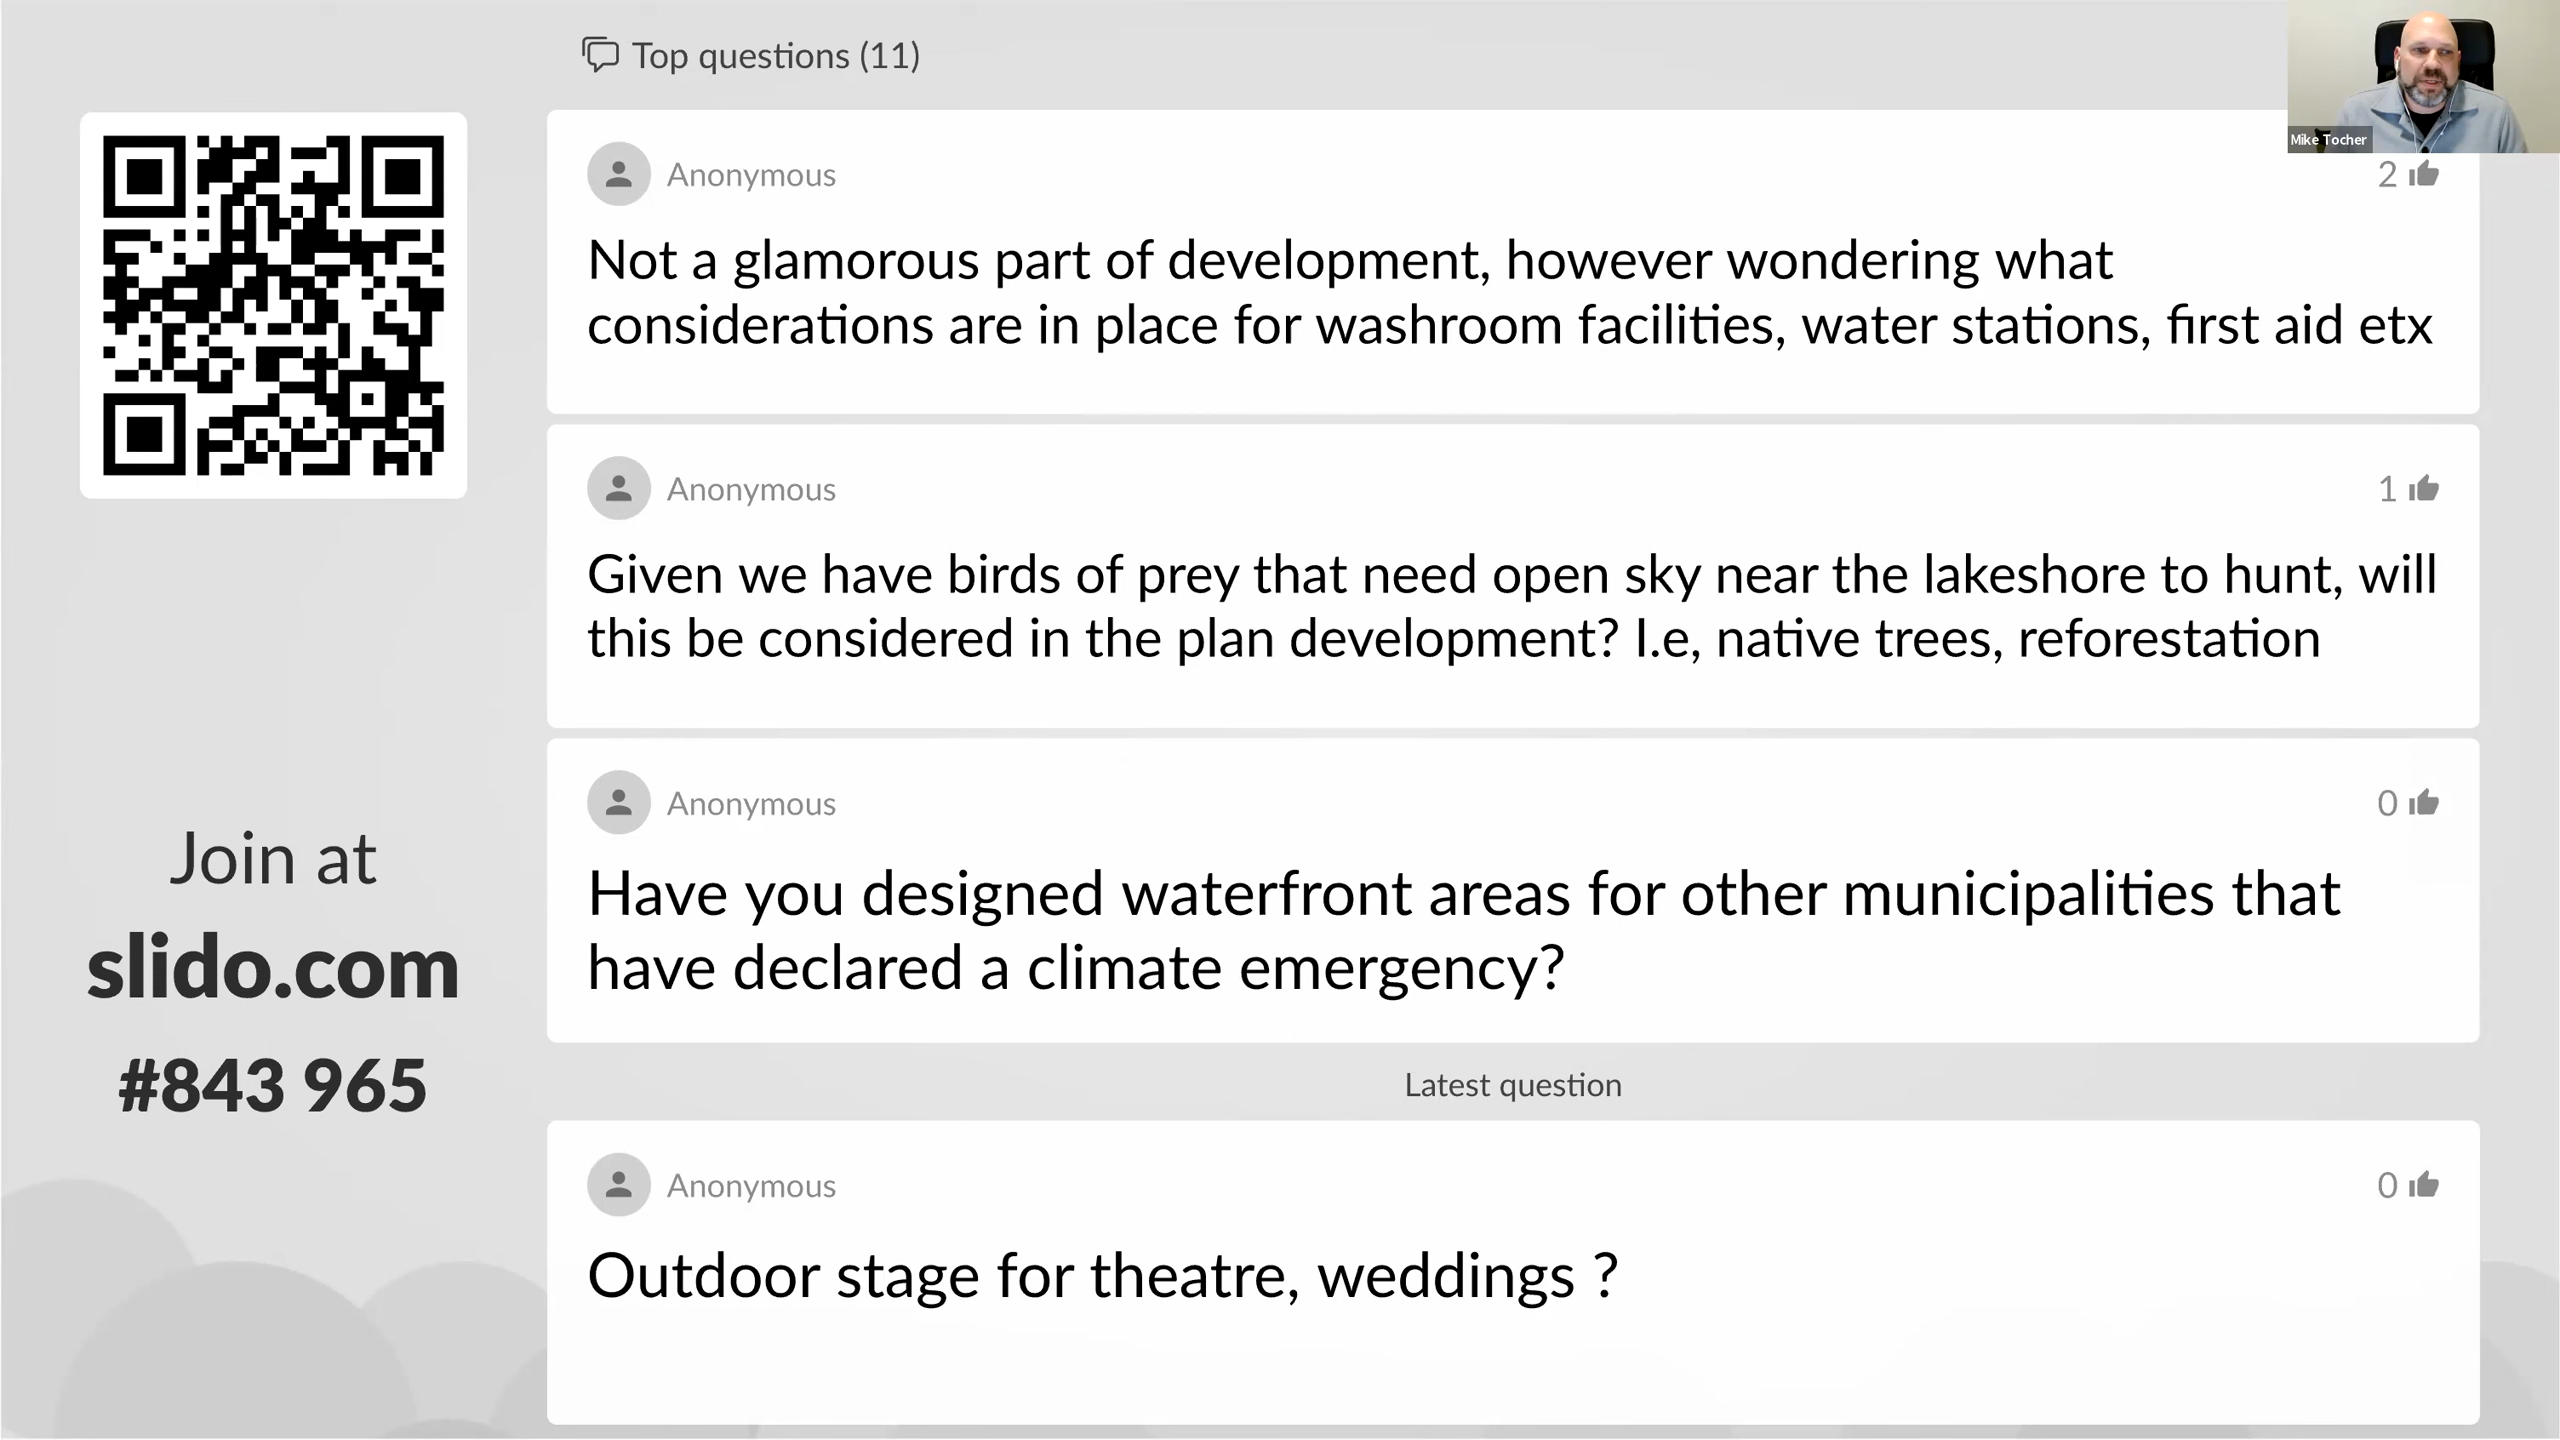 Top questions (11)
Mike Tocher
Anonymous
2
Not a glamorous part of development, however wondering what
considerations are in place for washroom facilities, water stations, first aid etx
Anonymous
1
Given we have birds of prey that need open sky near the lakeshore to hunt, will
this be considered in the plan development? I.e, native trees, reforestation
Anonymous
0
Have you designed waterfront areas for other municipalities that
have declared a climate emergency?
Join at
slido.com
#843 965
Latest question
Anonymous
0
Outdoor stage for theatre, weddings ?